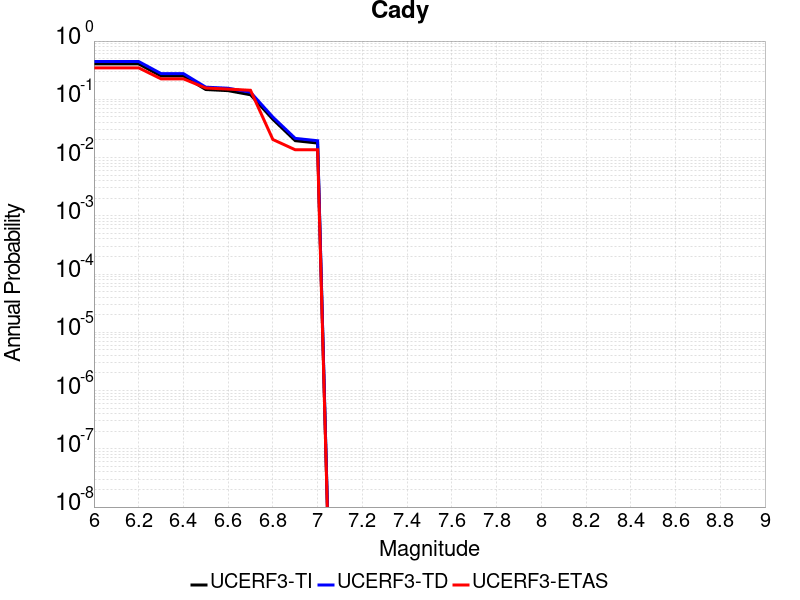 Cady
Annual Probability
10^0
10^-1
10^-2
10^-3
10^-4
10^-5
10^-6
10^-7
10^-8
6 6.2 6.4 6.6 6.8 7 7.2 7.4 7.6 7.8 8 8.2 8.4 8.6 8.8 9
Magnitude
UCERF3-TI UCERF3-TD UCERF3-ETAS